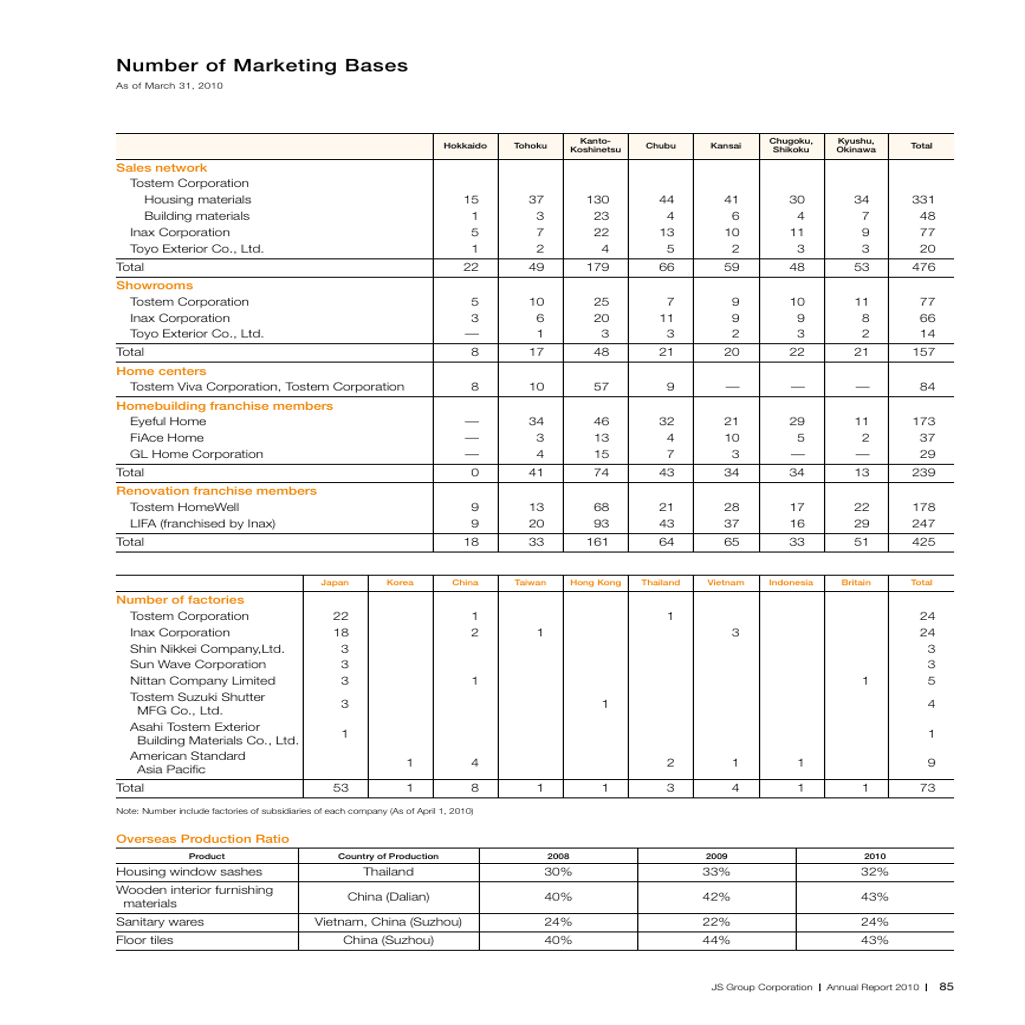 Number of Marketing Bases
As of March 31, 2010
Hokkaido Tohoku Kanto-Koshinetsu Chubu Kansai Chugoku, Shikoku Kyushu, Okinawa Total
Sales network
Tostem Corporation
Housing materials 15 37 130 44 41 30 34 331
Building materials 1 3 23 4 6 4 7 48
Inax Corporation 5 7 22 13 10 11 9 77
Toyo Exterior Co., Ltd. 1 2 4 5 2 3 3 20
Total 22 49 179 66 59 48 53 476
Showrooms
Tostem Corporation 5 10 25 7 9 10 11 77
Inax Corporation 3 6 20 11 9 9 8 66
Toyo Exterior Co., Ltd. — 1 3 3 2 3 2 14
Total 8 17 48 21 20 22 21 157
Home centers
Tostem Viva Corporation, Tostem Corporation 8 10 57 9 — — — 84
Homebuilding franchise members
Eyeful Home — 34 46 32 21 29 11 173
FiAce Home — 3 13 4 10 5 2 37
GL Home Corporation — 4 15 7 3 — — 29
Total 0 41 74 43 34 34 13 239
Renovation franchise members
Tostem HomeWell 9 13 68 21 28 17 22 178
LIFA (franchised by Inax) 9 20 93 43 37 16 29 247
Total 18 33 161 64 65 33 51 425
Japan Korea China Taiwan Hong Kong Thailand Vietnam Indonesia Britain Total
Number of factories
Tostem Corporation 22 1 1 24
Inax Corporation 18 2 1 3 24
Shin Nikkei Company,Ltd. 3 3
Sun Wave Corporation 3 3
Nittan Company Limited 3 1 1 5
Tostem Suzuki Shutter
MFG Co., Ltd. 3 1 4
Asahi Tostem Exterior
Building Materials Co., Ltd. 1 1
American Standard
Asia Pacific 1 4 2 1 1 9
Total 53 1 8 1 1 3 4 1 1 73
Note: Number include factories of subsidiaries of each company (As of April 1, 2010)
Overseas Production Ratio
Product Country of Production 2008 2009 2010
Housing window sashes Thailand 30% 33% 32%
Wooden interior furnishing
materials China (Dalian) 40% 42% 43%
Sanitary wares Vietnam, China (Suzhou) 24% 22% 24%
Floor tiles China (Suzhou) 40% 44% 43%
JS Group Corporation | Annual Report 2010 | 85